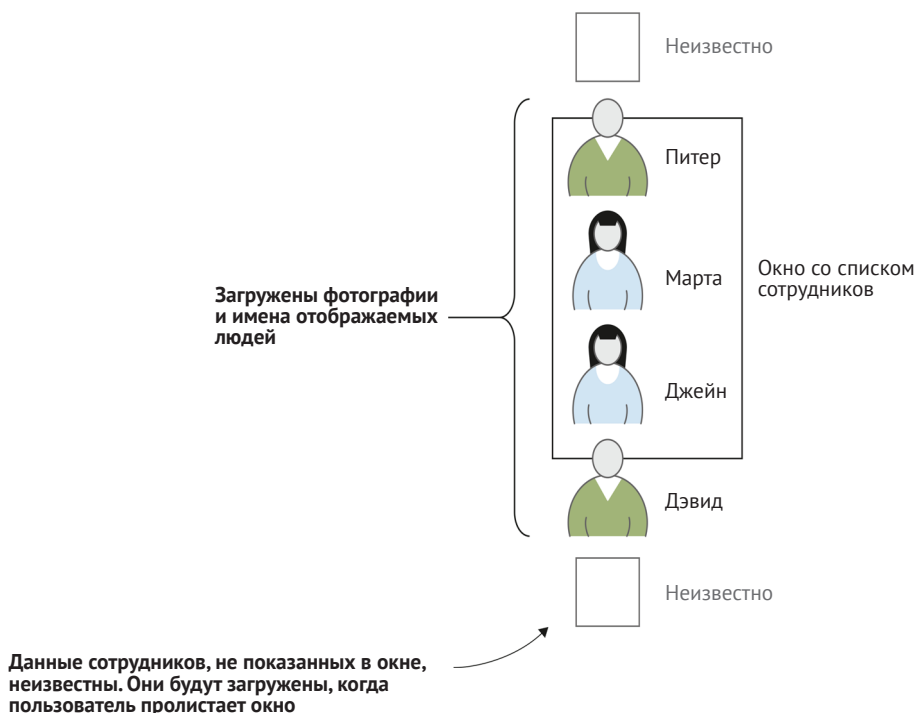 Неизвестно
Питер
Марта
Окно со списком
сотрудников
Загружены фотографии
и имена отображаемых
людей
Джейн
Дэвид
Неизвестно
Данные сотрудников, не показанных в окне,
неизвестны. Они будут загружены, когда
пользователь пролистает окно